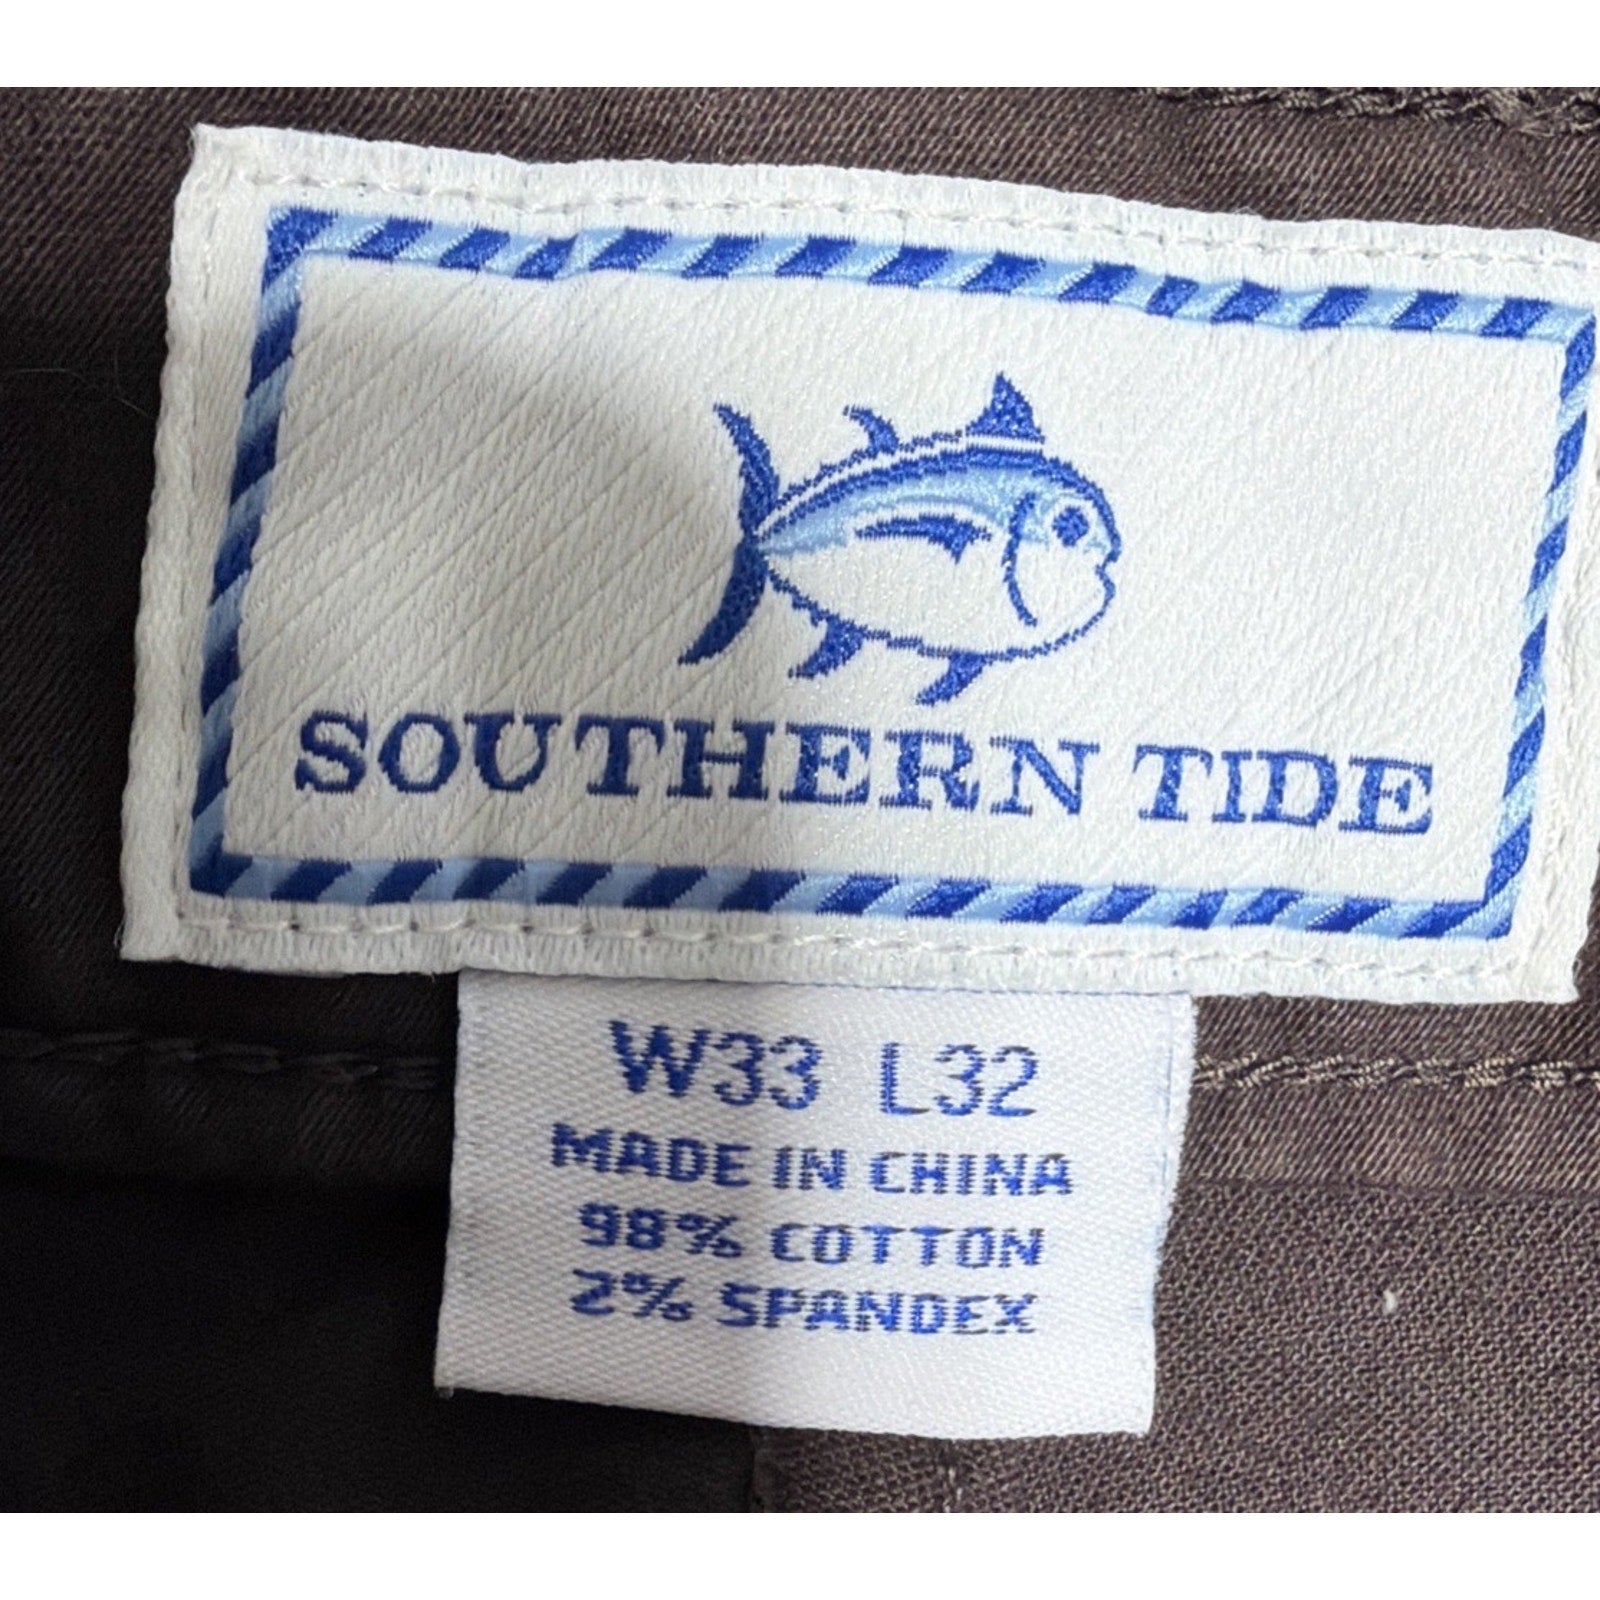 SOUTHERN TIDE
W33 L32
MADE IN CHINA
98% COTTON
2% SPANDEX